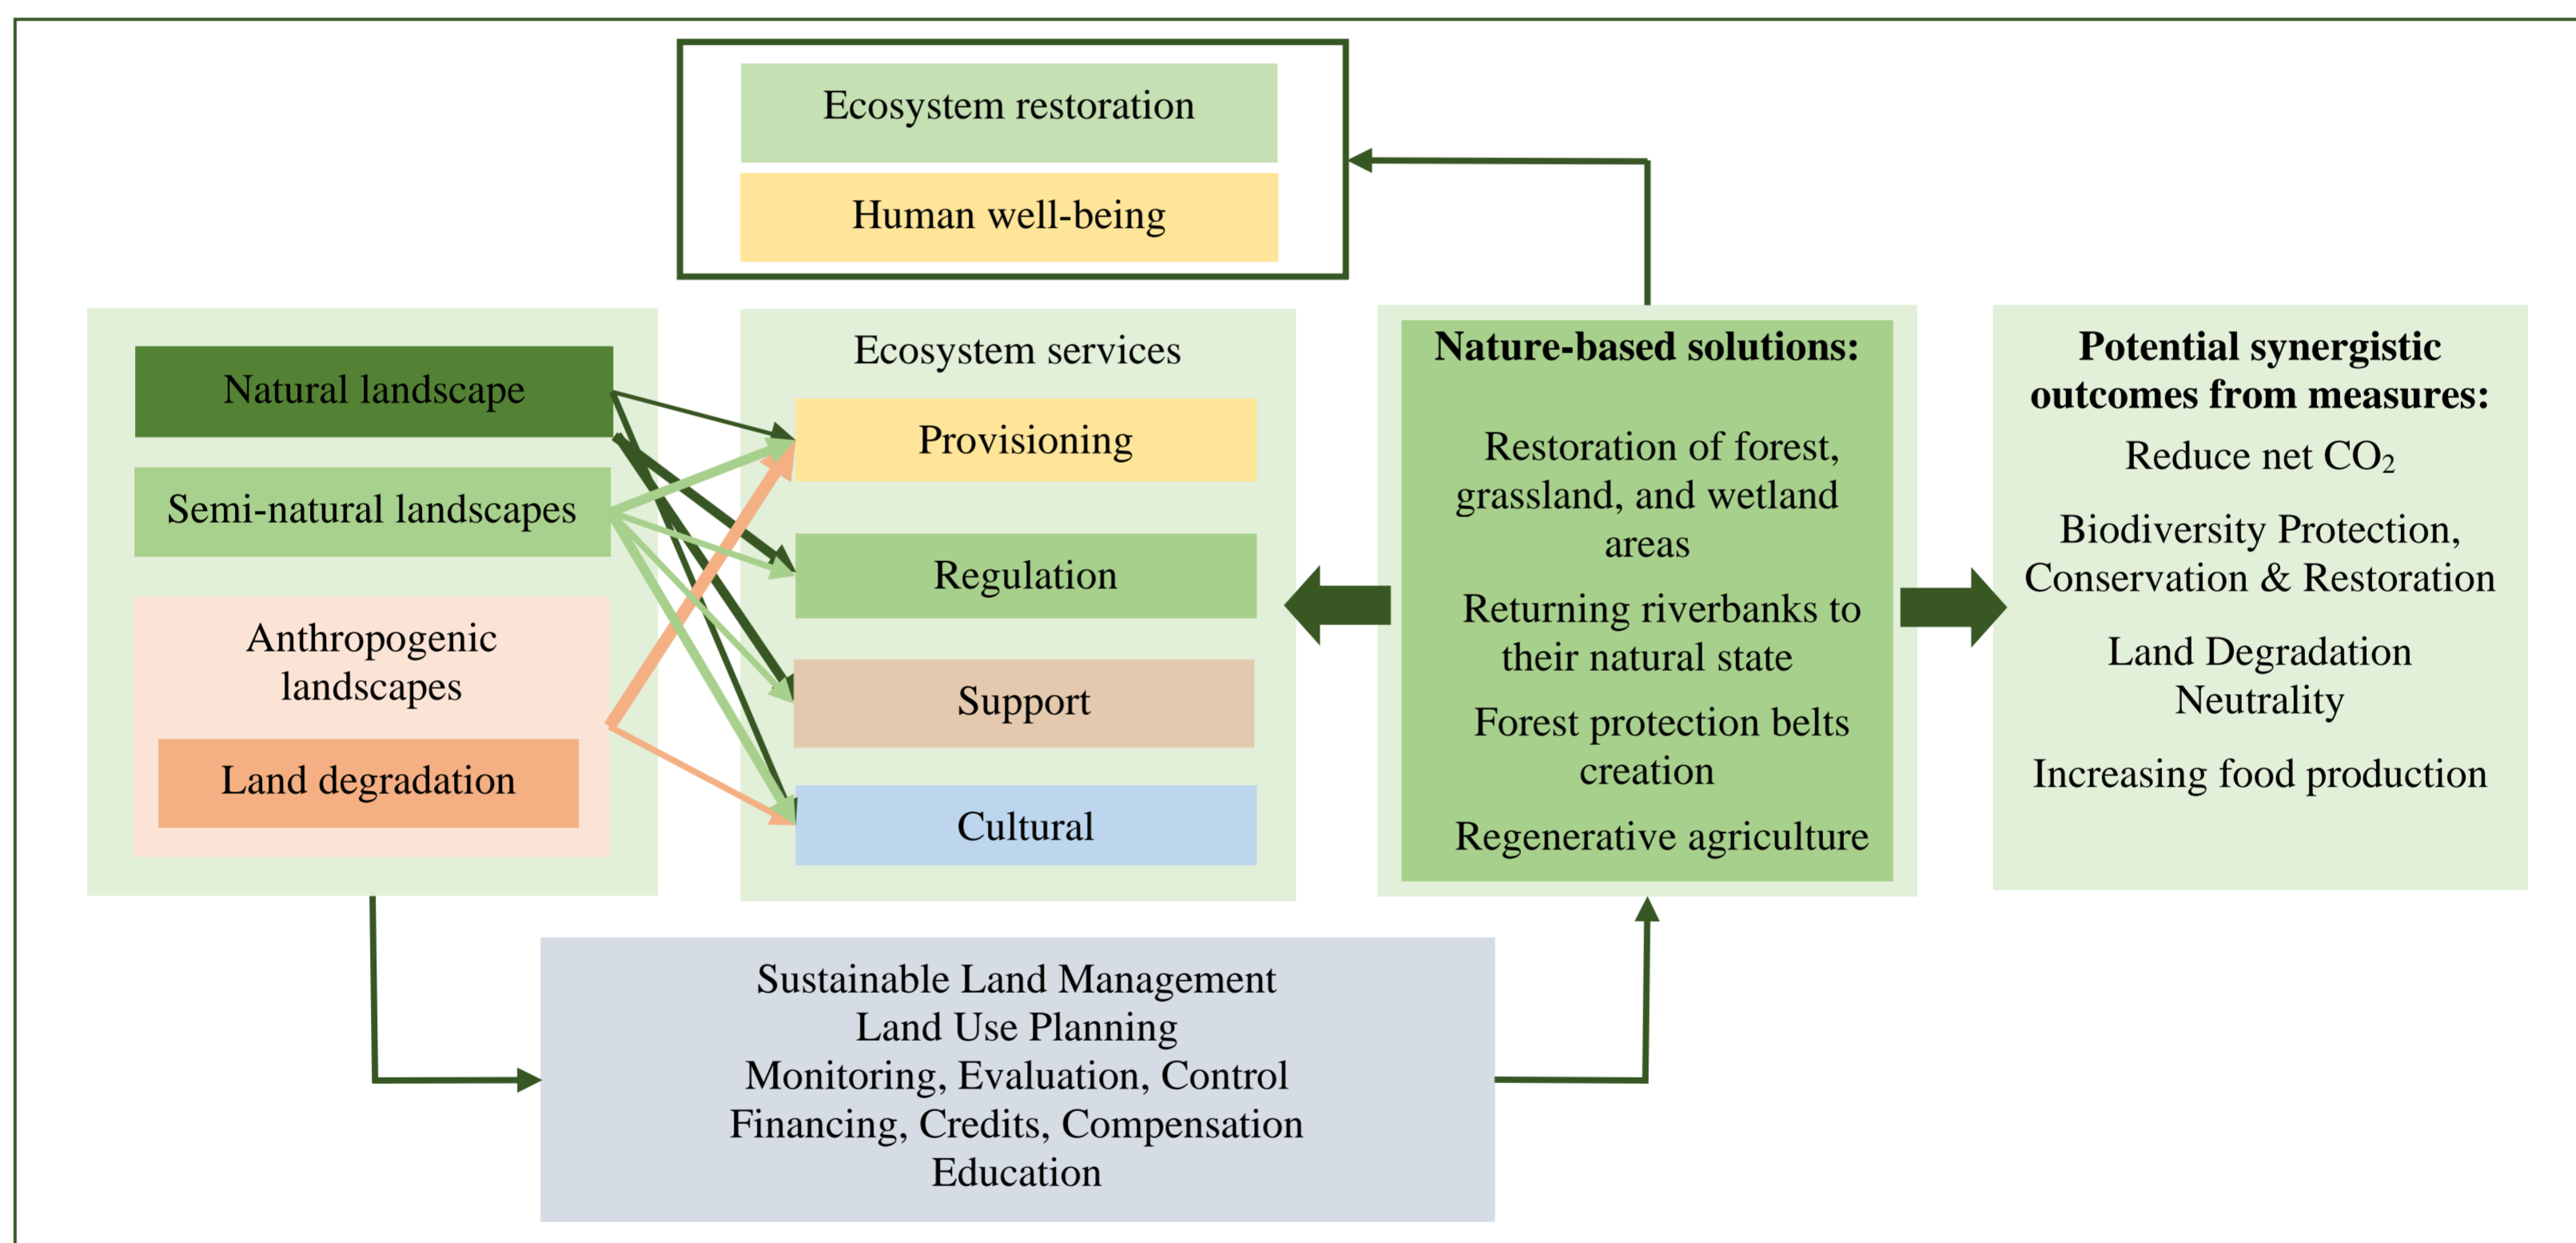 Ecosystem restoration
Human well-being
Natural landscape
Semi-natural landscapes
Anthropogenic
landscapes
Land degradation
Ecosystem services
Provisioning
Regulation
Support
Cultural
Nature-based solutions:
Restoration of forest,
grassland, and wetland
areas
Returning riverbanks to
their natural state
Forest protection belts
creation
Regenerative agriculture
Potential synergistic
outcomes from measures:
Reduce net CO₂
Biodiversity Protection,
Conservation & Restoration
Land Degradation
Neutrality
Increasing food production
Sustainable Land Management
Land Use Planning
Monitoring, Evaluation, Control
Financing, Credits, Compensation
Education